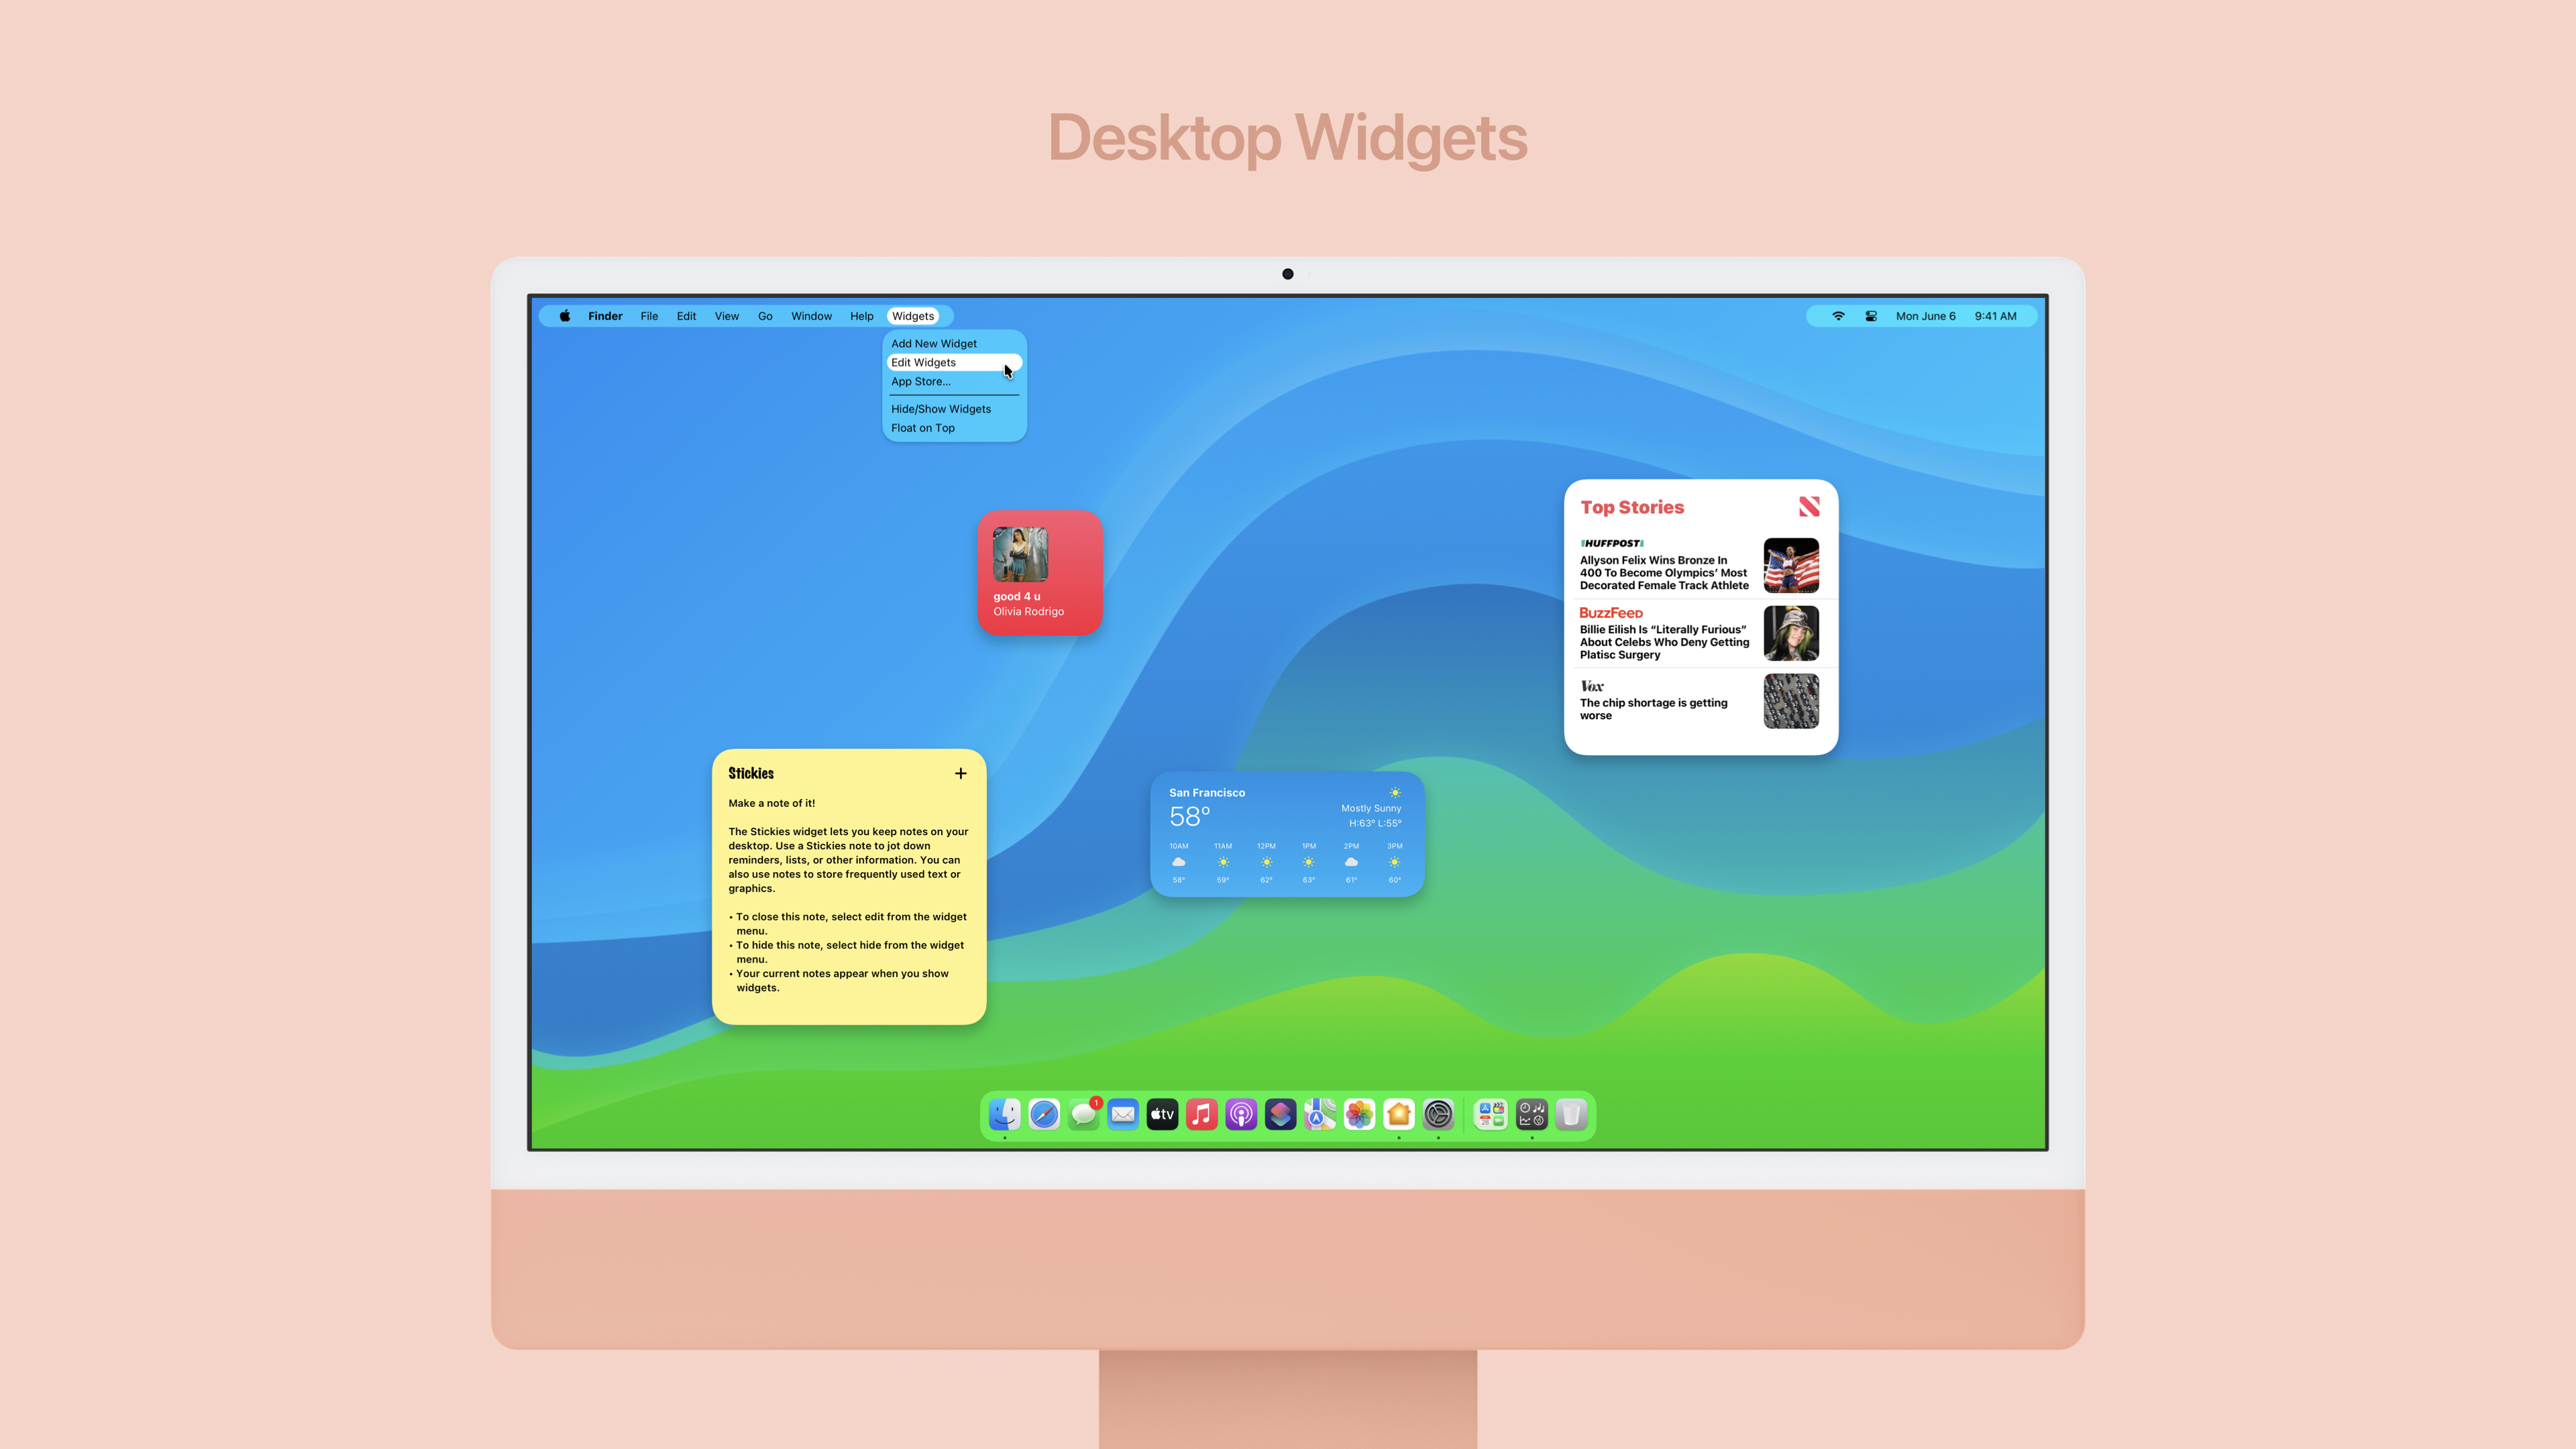 Desktop Widgets
Finder File Edit View Go Window Help Widgets
Mon June 6 9:41 AM
Add New Widget
Edit Widgets
App Store...
Hide/Show Widgets
Float on Top
good 4 u
Olivia Rodrigo
Top Stories
HUFFPOST
Allyson Felix Wins Bronze In
400 To Become Olympics’ Most
Decorated Female Track Athlete
BuzzFeed
Billie Eilish Is “Literally Furious”
About Celebs Who Deny Getting
Platisc Surgery
Vox
The chip shortage is getting
worse
Stickies +
Make a note of it!
The Stickies widget lets you keep notes on your
desktop. Use a Stickies note to jot down
reminders, lists, or other information. You can
also use notes to store frequently used text or
graphics.
• To close this note, select edit from the widget
menu.
• To hide this note, select hide from the widget
menu.
• Your current notes appear when you show
widgets.
San Francisco
58°
Mostly Sunny
H:63° L:55°
10AM 11AM 12PM 1PM 2PM 3PM
58° 59° 62° 63° 61° 60°
1
tv